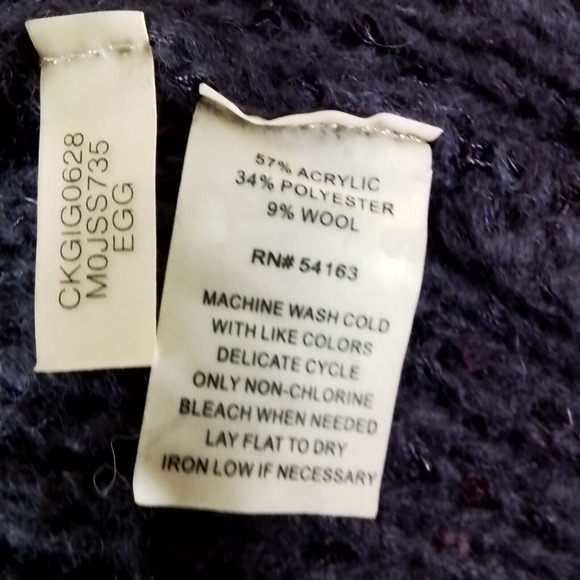 CKGIG0628
M0JSS735
EGG
57% ACRYLIC
34% POLYESTER
9% WOOL
RN# 54163
MACHINE WASH COLD
WITH LIKE COLORS
DELICATE CYCLE
ONLY NON-CHLORINE
BLEACH WHEN NEEDED
LAY FLAT TO DRY
IRON LOW IF NECESSARY